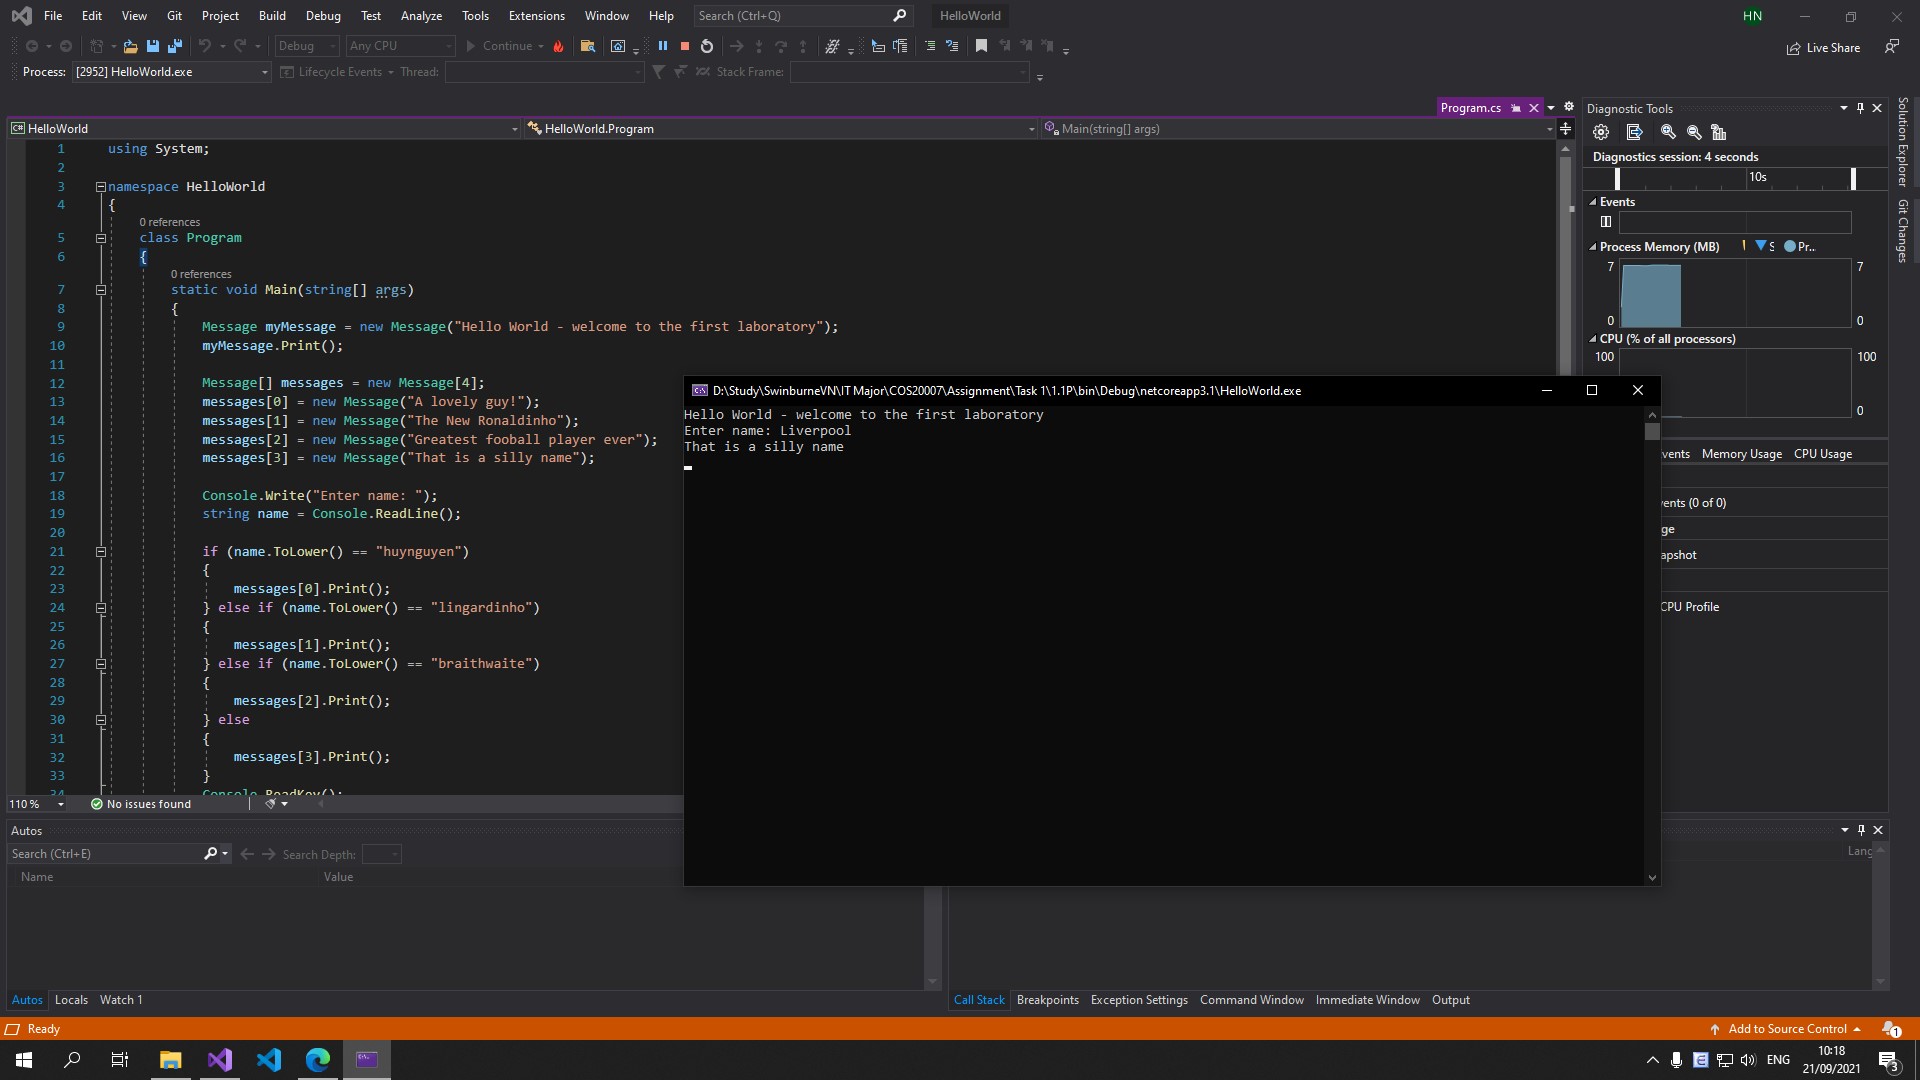 File Edit View Git Project Build Debug Test Analyze Tools Extensions Window Help Search (Ctrl+Q) HelloWorld HN
Debug Any CPU Continue Live Share
Process: [2952] HelloWorld.exe Lifecycle Events Thread: Stack Frame:
Program.cs
HelloWorld HelloWorld.Program Main(string[] args)
1 using System;
2
3 namespace HelloWorld
4 {
0 references
5 class Program
6 {
0 references
7 static void Main(string[] args)
8 {
9 Message myMessage = new Message("Hello World - welcome to the first laboratory");
10 myMessage.Print();
11
12 Message[] messages = new Message[4];
13 messages[0] = new Message("A lovely guy!");
14 messages[1] = new Message("The New Ronaldinho");
15 messages[2] = new Message("Greatest fooball player ever");
16 messages[3] = new Message("That is a silly name");
17
18 Console.Write("Enter name: ");
19 string name = Console.ReadLine();
20
21 if (name.ToLower() == "huynguyen")
22 {
23 messages[0].Print();
24 } else if (name.ToLower() == "lingardinho")
25 {
26 messages[1].Print();
27 } else if (name.ToLower() == "braithwaite")
28 {
29 messages[2].Print();
30 } else
31 {
32 messages[3].Print();
33 }
34 Console.ReadKey();
110 % No issues found
D:\Study\SwinburneVN\IT Major\COS20007\Assignment\Task 1\1.1P\bin\Debug\netcoreapp3.1\HelloWorld.exe
Hello World - welcome to the first laboratory
Enter name: Liverpool
That is a silly name
Diagnostic Tools
Diagnostics session: 4 seconds
10s
Events
Process Memory (MB) S Pr...
7 7
0 0
CPU (% of all processors)
100 100
0
vents Memory Usage CPU Usage
vents (0 of 0)
ge
apshot
CPU Profile
Solution Explorer
Git Changes
Autos
Search (Ctrl+E) Search Depth:
Name Value
Lang
Autos Locals Watch 1
Call Stack Breakpoints Exception Settings Command Window Immediate Window Output
Ready Add to Source Control 1
ENG 10:18
21/09/2021 3